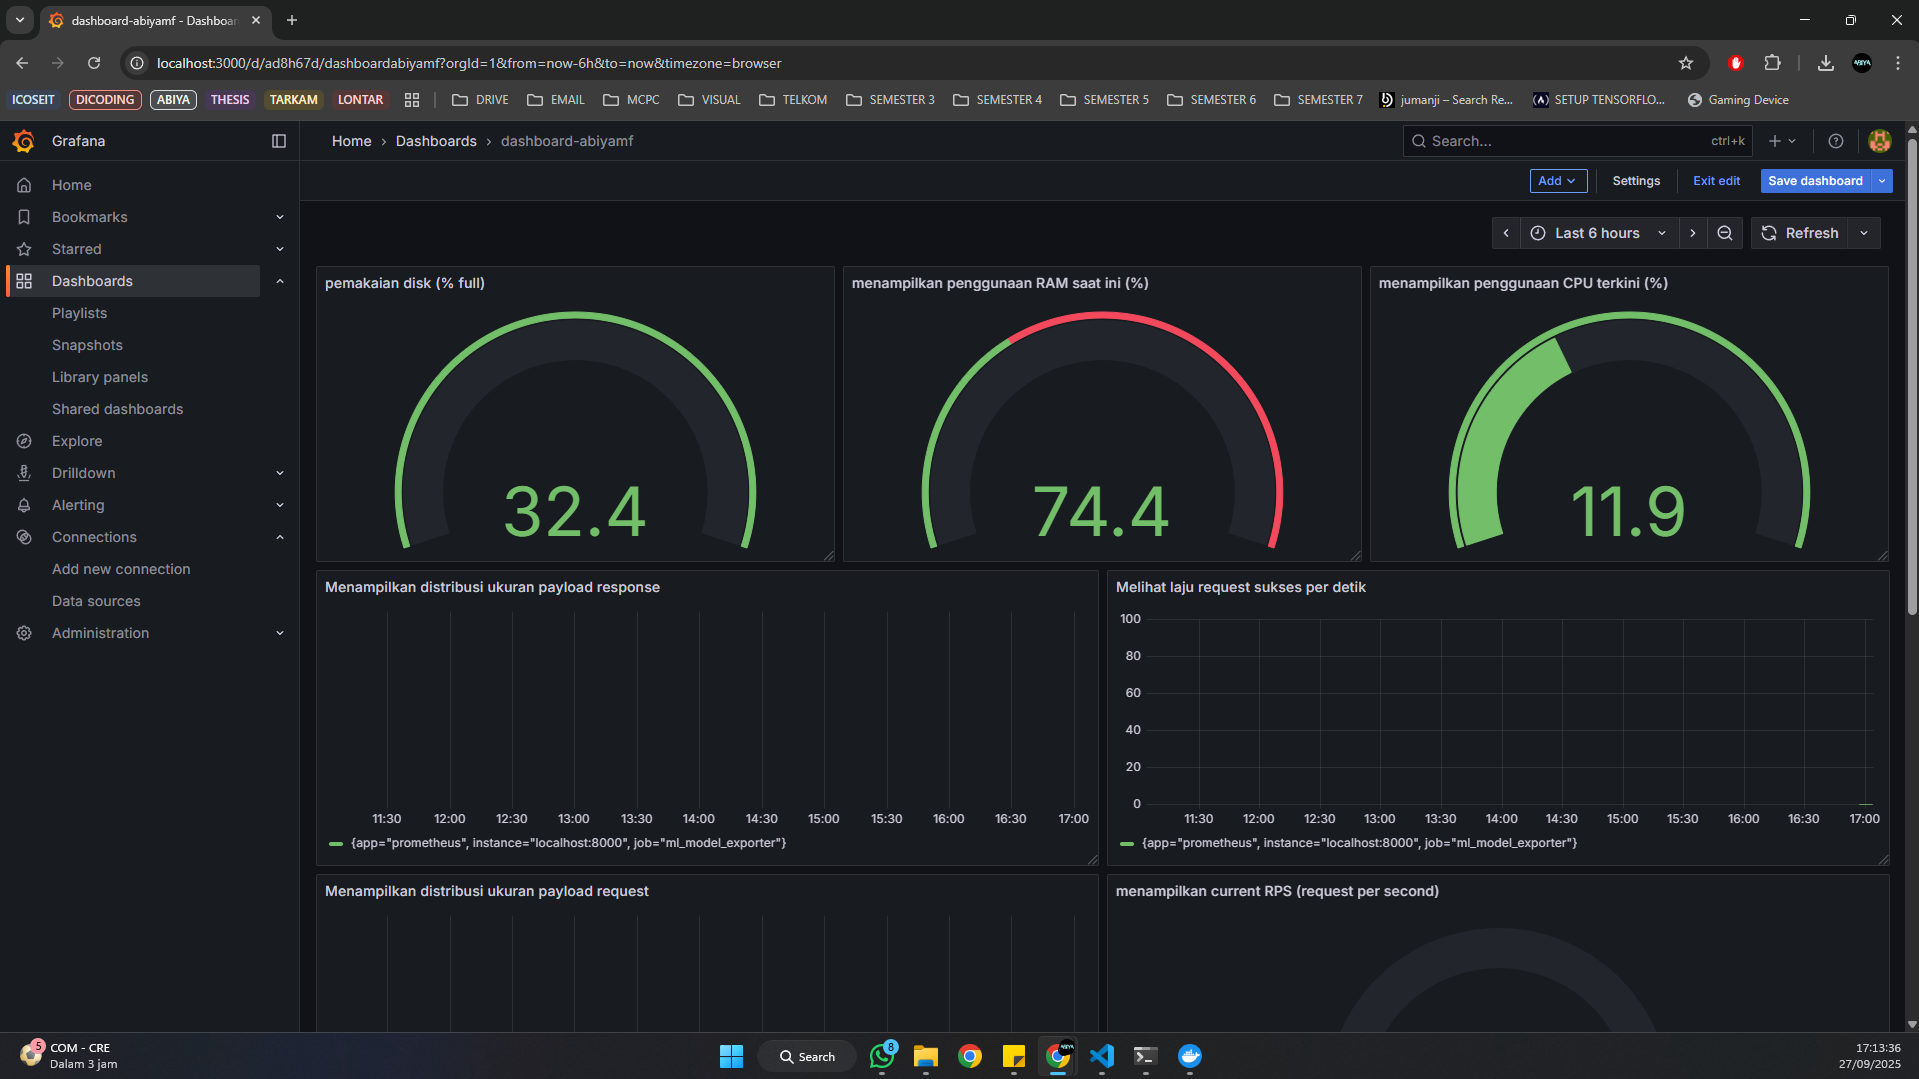 dashboard-abiyamf - Dashboar
localhost:3000/d/ad8h67d/dashboardabiyamf?orgId=1&from=now-6h&to=now&timezone=browser
ABIYA
ICOSEIT DICODING ABIYA THESIS TARKAM LONTAR DRIVE EMAIL MCPC VISUAL TELKOM SEMESTER 3 SEMESTER 4 SEMESTER 5 SEMESTER 6 SEMESTER 7 jumanji – Search Re... SETUP TENSORFLO... Gaming Device
Grafana
Home › Dashboards › dashboard-abiyamf
Search... ctrl+k
Add Settings Exit edit Save dashboard
Last 6 hours Refresh
Home
Bookmarks
Starred
Dashboards
Playlists
Snapshots
Library panels
Shared dashboards
Explore
Drilldown
Alerting
Connections
Add new connection
Data sources
Administration
pemakaian disk (% full)
32.4
menampilkan penggunaan RAM saat ini (%)
74.4
menampilkan penggunaan CPU terkini (%)
11.9
Menampilkan distribusi ukuran payload response
11:30 12:00 12:30 13:00 13:30 14:00 14:30 15:00 15:30 16:00 16:30 17:00
{app="prometheus", instance="localhost:8000", job="ml_model_exporter"}
Melihat laju request sukses per detik
100
80
60
40
20
0
11:30 12:00 12:30 13:00 13:30 14:00 14:30 15:00 15:30 16:00 16:30 17:00
{app="prometheus", instance="localhost:8000", job="ml_model_exporter"}
Menampilkan distribusi ukuran payload request
menampilkan current RPS (request per second)
5
COM - CRE
Dalam 3 jam
Search
8
ABIYA
17:13:36
27/09/2025